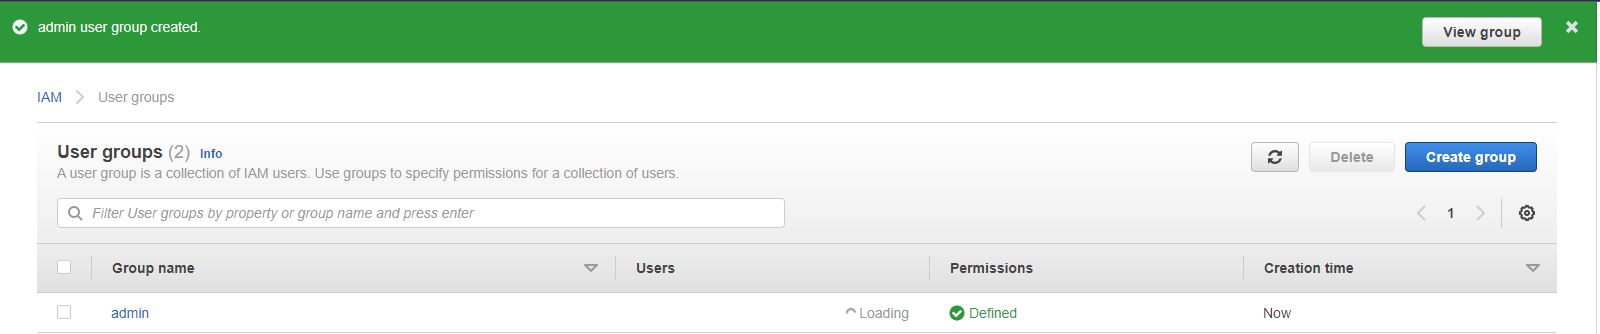 admin user group created.
View group
IAM User groups
User groups (2) Info
A user group is a collection of IAM users. Use groups to specify permissions for a collection of users.
Delete
Create group
Filter User groups by property or group name and press enter
1
Group name Users Permissions Creation time
admin Loading Defined Now